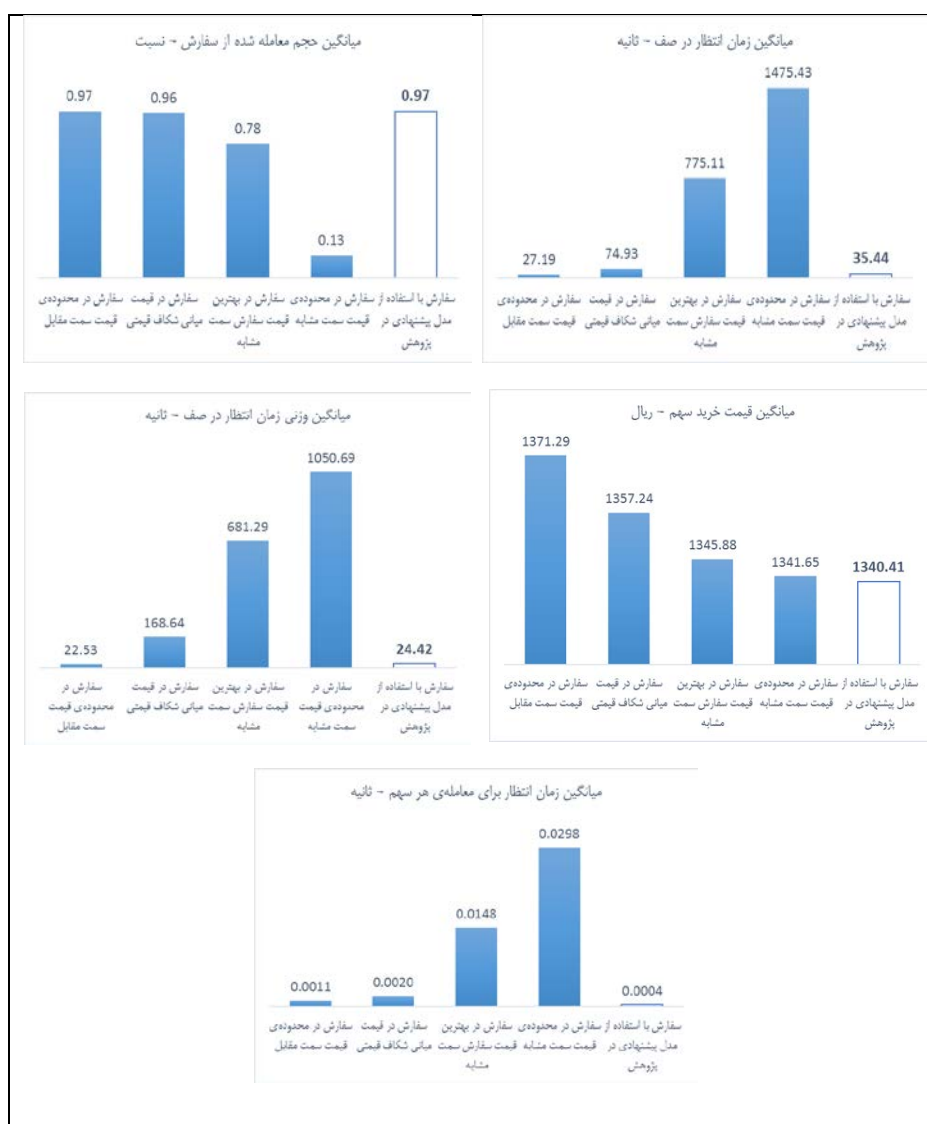 میانگین حجم معامله شده از سفارش – نسبت
0.97
0.96
0.78
0.13
0.97
سفارش در محدوده‌ی
قیمت سمت مقابل
سفارش در قیمت
میانی شکاف قیمتی
سفارش در بهترین
قیمت سفارش سمت
مشابه
سفارش در محدوده‌ی
قیمت سمت مشابه
سفارش با استفاده از
مدل پیشنهادی در
پژوهش
میانگین زمان انتظار در صف – ثانیه
27.19
74.93
775.11
1475.43
35.44
سفارش در محدوده‌ی
قیمت سمت مقابل
سفارش در قیمت
میانی شکاف قیمتی
سفارش در بهترین
قیمت سفارش سمت
مشابه
سفارش در محدوده‌ی
قیمت سمت مشابه
سفارش با استفاده از
مدل پیشنهادی در
پژوهش
میانگین وزنی زمان انتظار در صف – ثانیه
22.53
168.64
681.29
1050.69
24.42
سفارش در
محدوده‌ی قیمت
سمت مقابل
سفارش در قیمت
میانی شکاف قیمتی
سفارش در بهترین
قیمت سفارش سمت
مشابه
سفارش در
محدوده‌ی قیمت
سمت مشابه
سفارش با استفاده از
مدل پیشنهادی در
پژوهش
میانگین قیمت خرید سهم – ریال
1371.29
1357.24
1345.88
1341.65
1340.41
سفارش در محدوده‌ی
قیمت سمت مقابل
سفارش در قیمت
میانی شکاف قیمتی
سفارش در بهترین
قیمت سفارش سمت
مشابه
سفارش در محدوده‌ی
قیمت سمت مشابه
سفارش با استفاده از
مدل پیشنهادی در
پژوهش
میانگین زمان انتظار برای معامله‌ی هر سهم – ثانیه
0.0011
0.0020
0.0148
0.0298
0.0004
سفارش در محدوده‌ی
قیمت سمت مقابل
سفارش در قیمت
میانی شکاف قیمتی
سفارش در بهترین
قیمت سفارش سمت
مشابه
سفارش در محدوده‌ی
قیمت سمت مشابه
سفارش با استفاده از
مدل پیشنهادی در
پژوهش